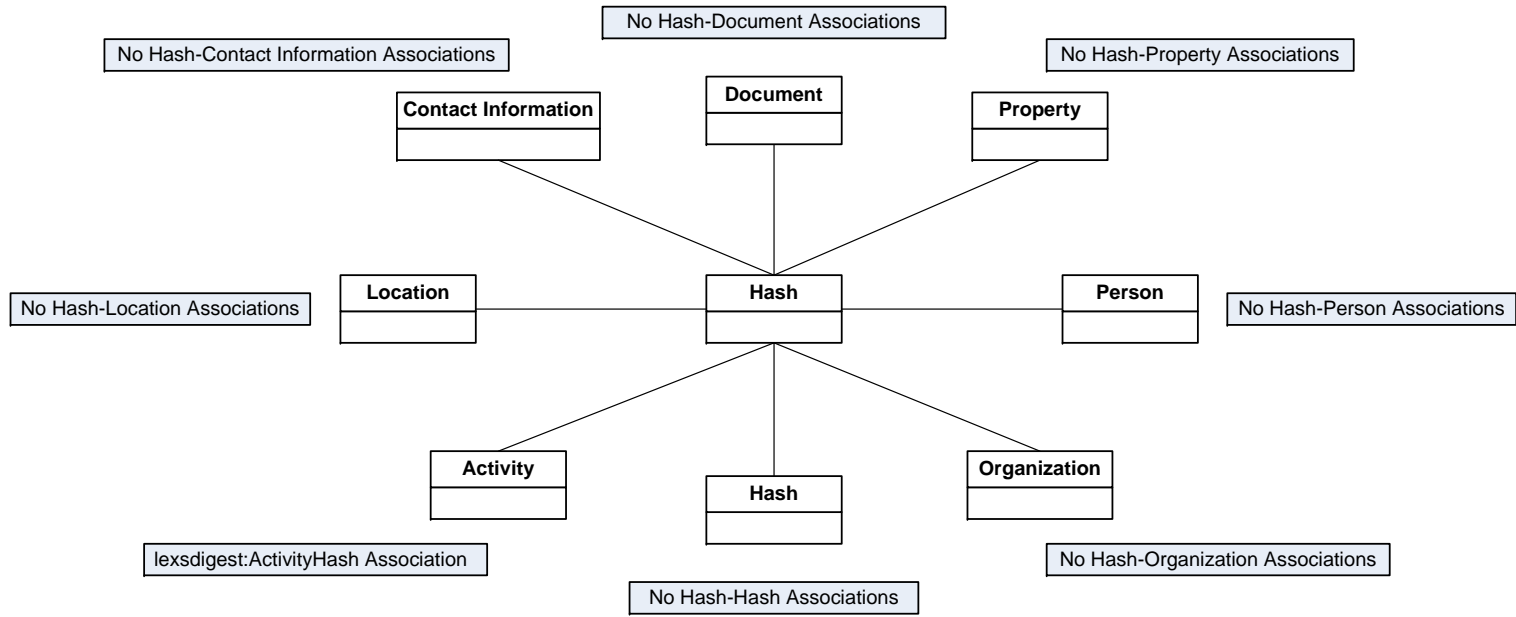 No Hash-Document Associations
No Hash-Contact Information Associations
No Hash-Property Associations
Contact Information
Document
Property
Location
Hash
Person
No Hash-Location Associations
No Hash-Person Associations
Activity
Hash
Organization
lexsdigest:ActivityHash Association
No Hash-Organization Associations
No Hash-Hash Associations